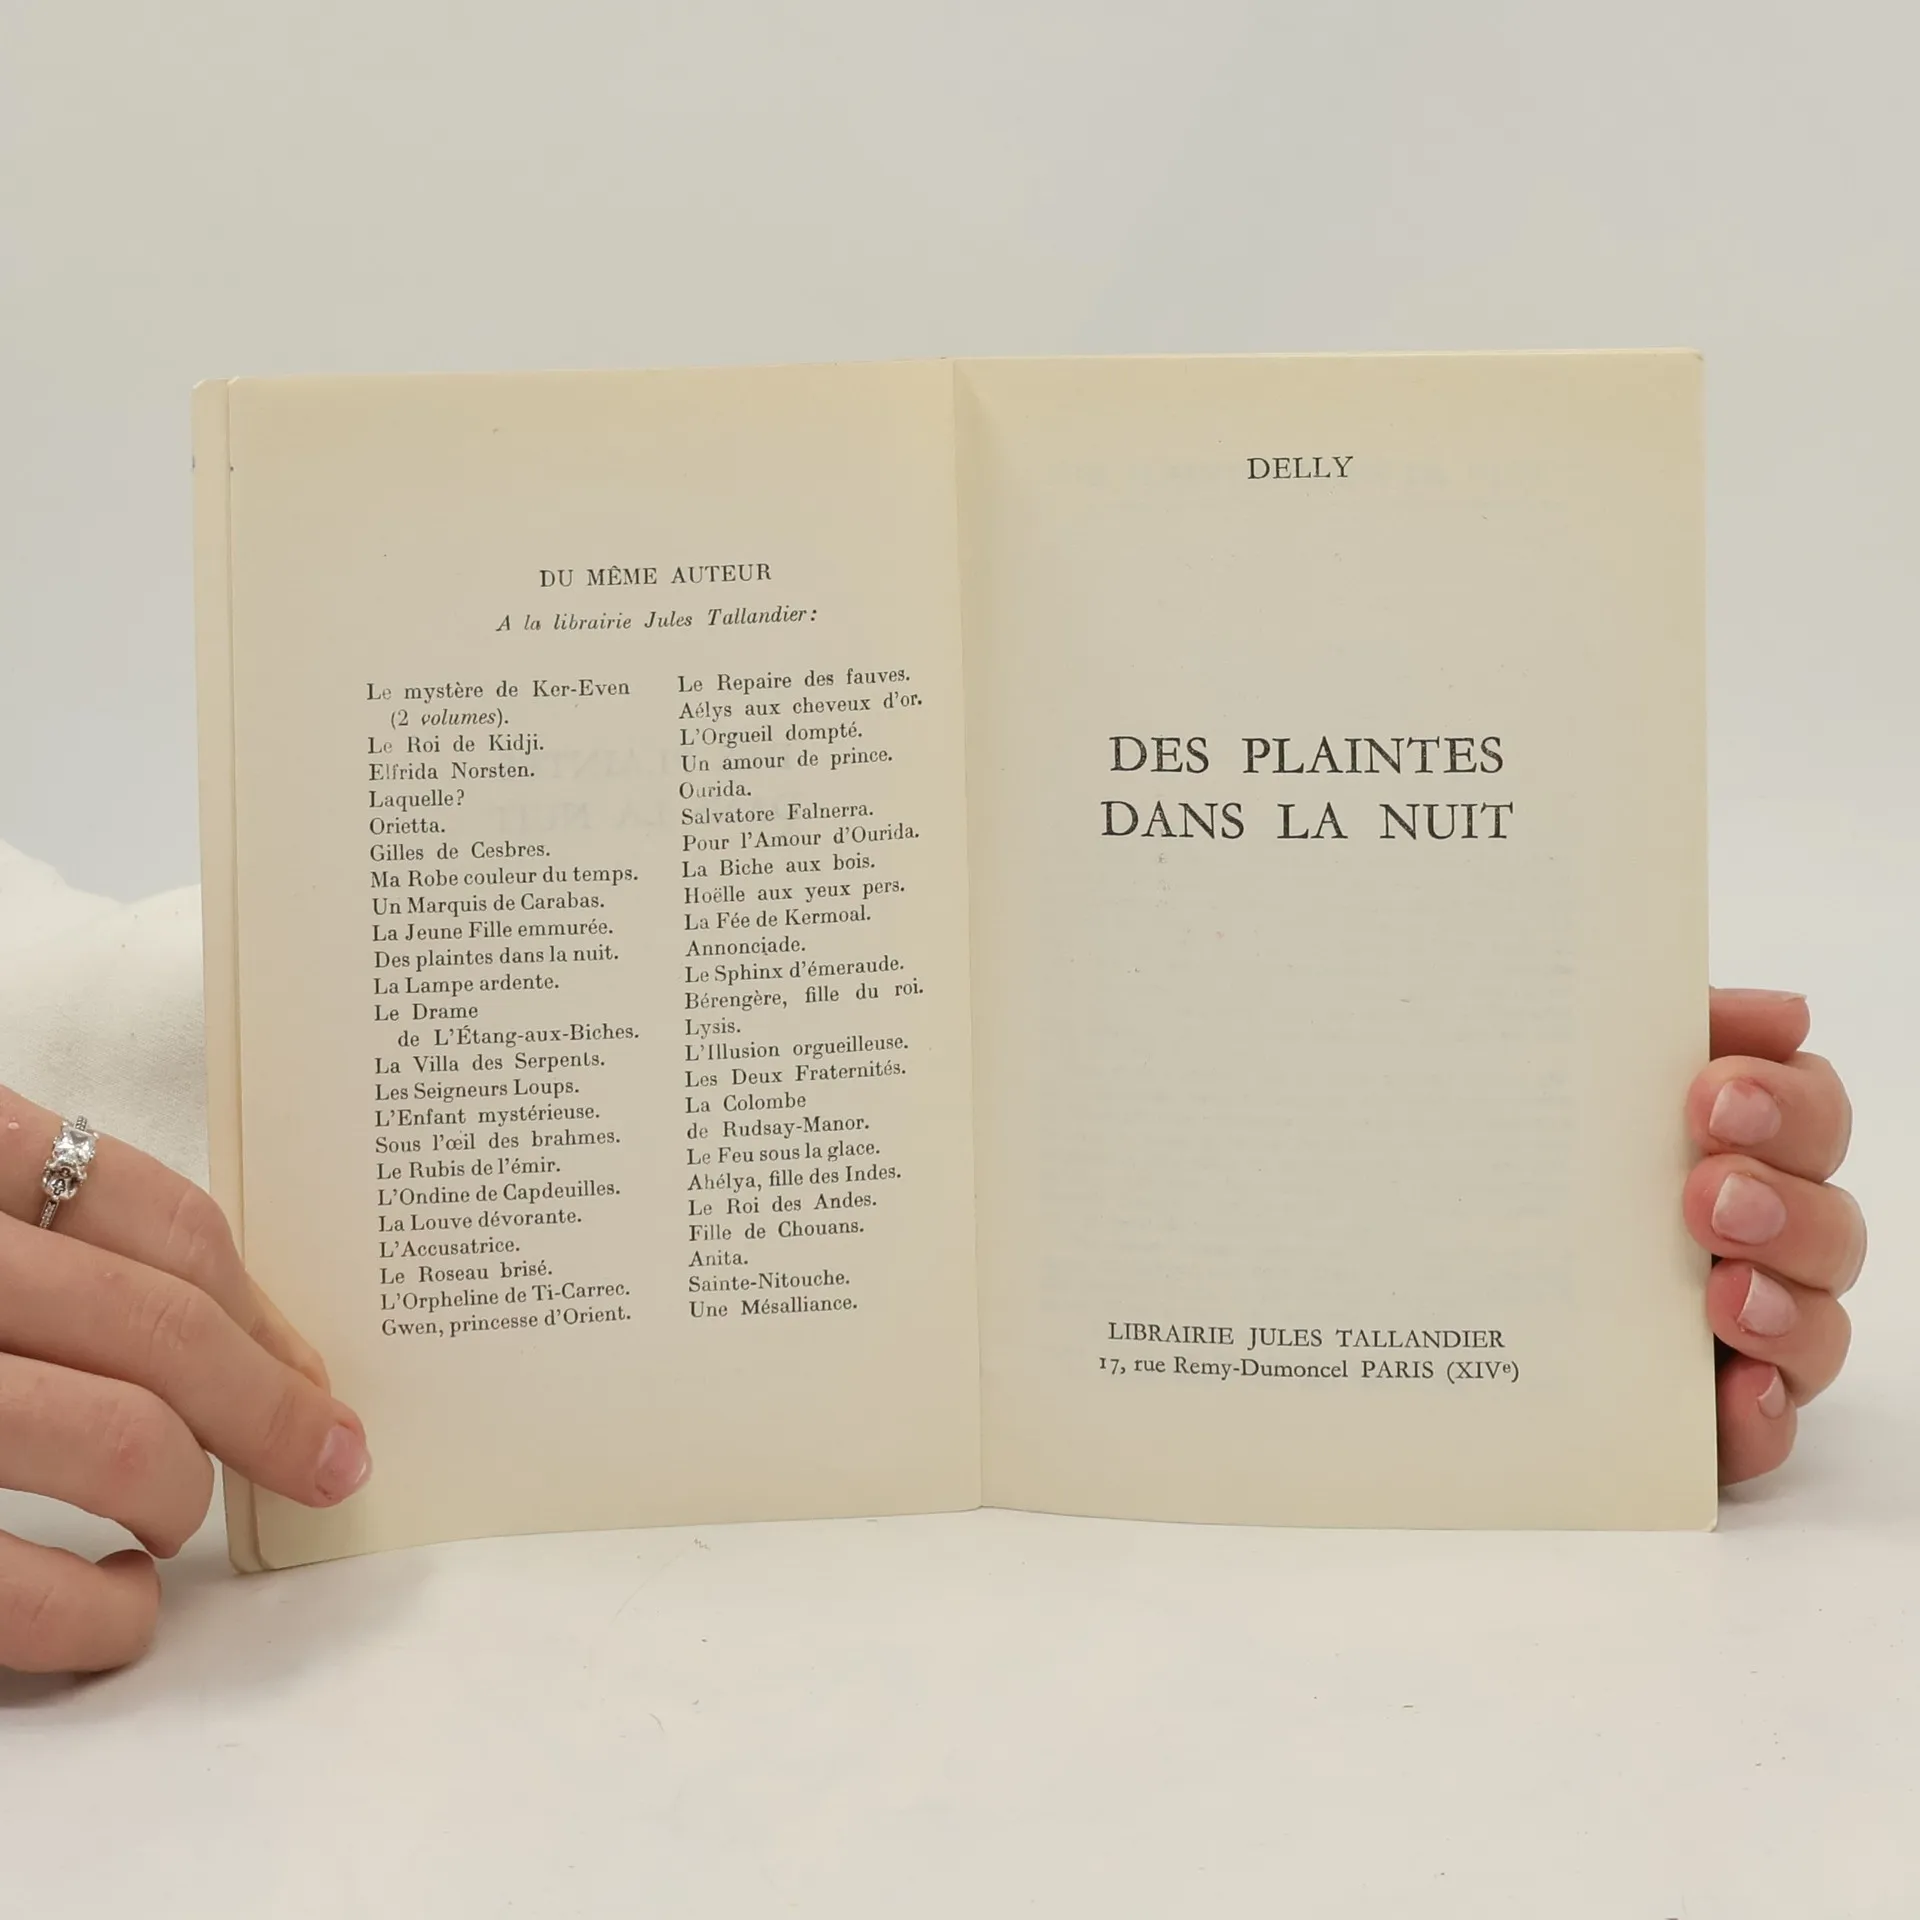 DU MÊME AUTEUR
A la librairie Jules Tallandier:
Le mystère de Ker-Even
(2 volumes).
Le Roi de Kidji.
Elfrida Norsten.
Laquelle?
Orietta.
Gilles de Cesbres.
Ma Robe couleur du temps.
Un Marquis de Carabas.
La Jeune Fille emmurée.
Des plaintes dans la nuit.
La Lampe ardente.
Le Drame
de L'Étang-aux-Biches.
La Villa des Serpents.
Les Seigneurs Loups.
L'Enfant mystérieuse.
Sous l'œil des brahmes.
Le Rubis de l'émir.
L'Ondine de Capdeuilles.
La Louve dévorante.
L'Accusatrice.
Le Roseau brisé.
L'Orpheline de Ti-Carrec.
Gwen, princesse d'Orient.
Le Repaire des fauves.
Aélys aux cheveux d'or.
L'Orgueil dompté.
Un amour de prince.
Ourida.
Salvatore Falnerra.
Pour l'Amour d'Ourida.
La Biche aux bois.
Hoëlle aux yeux pers.
La Fée de Kermoal.
Annonciade.
Le Sphinx d'émeraude.
Bérengère, fille du roi.
Lysis.
L'Illusion orgueilleuse.
Les Deux Fraternités.
La Colombe
de Rudsay-Manor.
Le Feu sous la glace.
Ahélya, fille des Indes.
Le Roi des Andes.
Fille de Chouans.
Anita.
Sainte-Nitouche.
Une Mésalliance.
DELLY
DES PLAINTES
DANS LA NUIT
LIBRAIRIE JULES TALLANDIER
17, rue Remy-Dumoncel PARIS (XIVe)